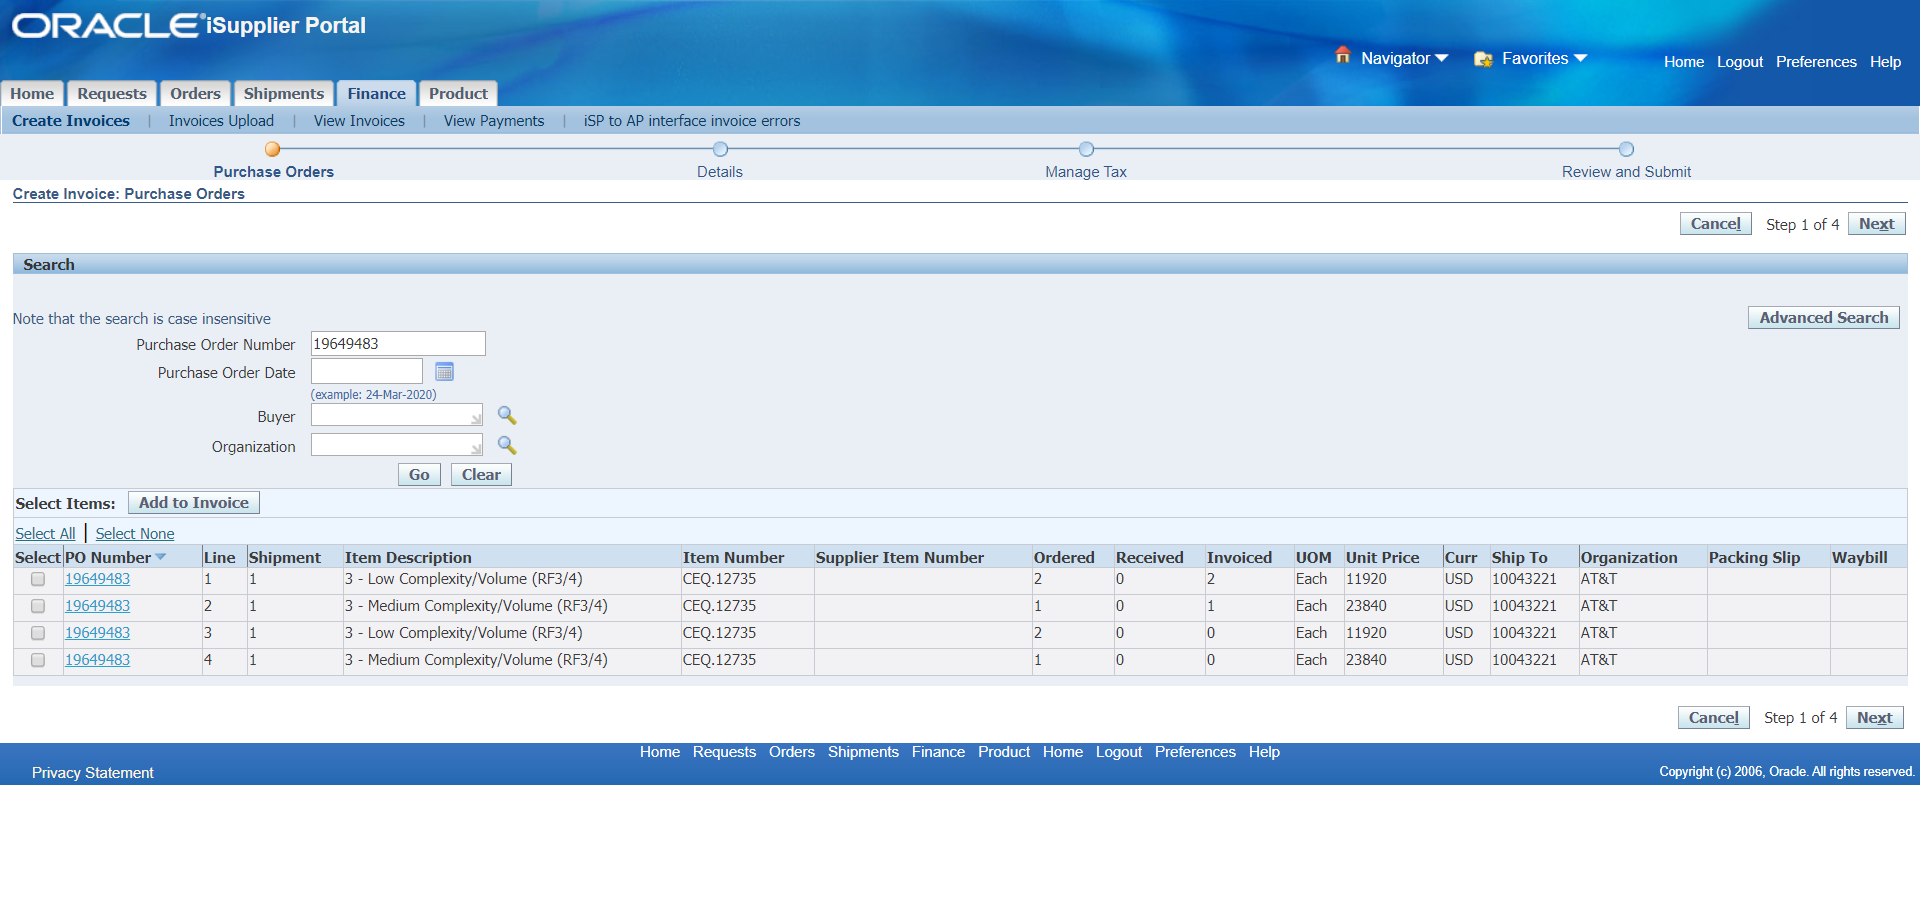 ORACLE® iSupplier Portal
Navigator Favorites Home Logout Preferences Help
Home Requests Orders Shipments Finance Product
Create Invoices | Invoices Upload | View Invoices | View Payments | iSP to AP interface invoice errors
Purchase Orders Details Manage Tax Review and Submit
Create Invoice: Purchase Orders
Cancel Step 1 of 4 Next
Search
Note that the search is case insensitive
Advanced Search
Purchase Order Number 19649483
Purchase Order Date
(example: 24-Mar-2020)
Buyer
Organization
Go Clear
Select Items: Add to Invoice
Select All | Select None
Select PO Number Line Shipment Item Description Item Number Supplier Item Number Ordered Received Invoiced UOM Unit Price Curr Ship To Organization Packing Slip Waybill
19649483 1 1 3 - Low Complexity/Volume (RF3/4) CEQ.12735 2 0 2 Each 11920 USD 10043221 AT&T
19649483 2 1 3 - Medium Complexity/Volume (RF3/4) CEQ.12735 1 0 1 Each 23840 USD 10043221 AT&T
19649483 3 1 3 - Low Complexity/Volume (RF3/4) CEQ.12735 2 0 0 Each 11920 USD 10043221 AT&T
19649483 4 1 3 - Medium Complexity/Volume (RF3/4) CEQ.12735 1 0 0 Each 23840 USD 10043221 AT&T
Cancel Step 1 of 4 Next
Home Requests Orders Shipments Finance Product Home Logout Preferences Help
Privacy Statement Copyright (c) 2006, Oracle. All rights reserved.